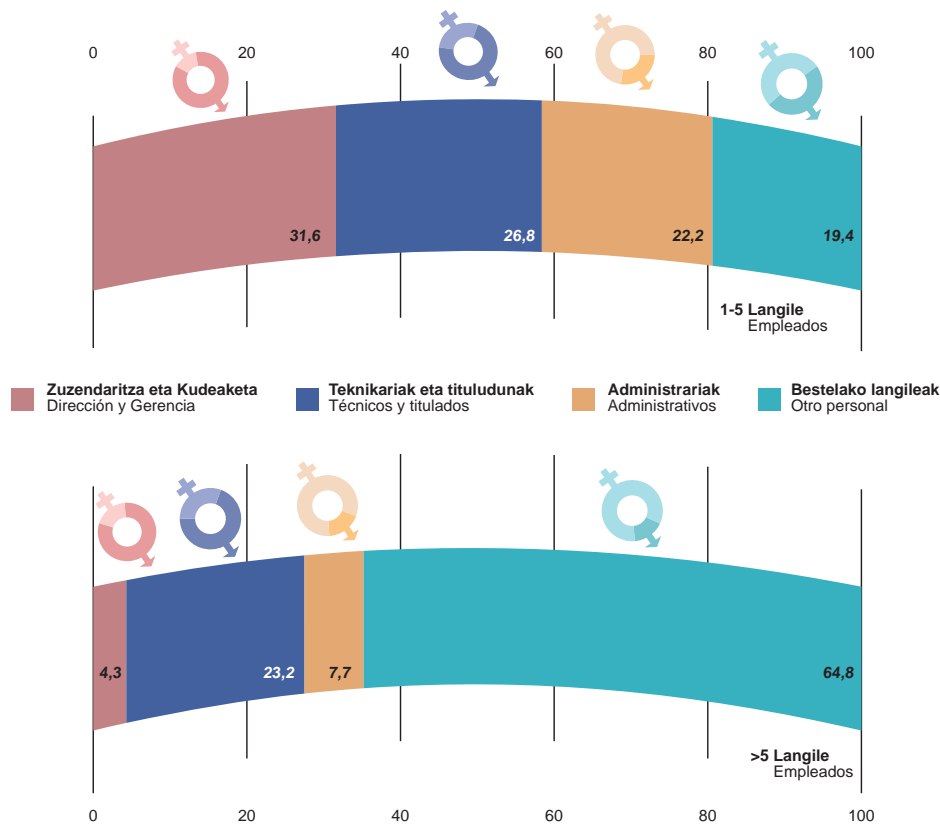 0 20 40 60 80 100
31,6 26,8 22,2 19,4
1-5 Langile
Empleados
Zuzendaritza eta Kudeaketa
Dirección y Gerencia
Teknikariak eta tituludunak
Técnicos y titulados
Administrariak
Administrativos
Bestelako langileak
Otro personal
4,3 23,2 7,7 64,8
>5 Langile
Empleados
0 20 40 60 80 100